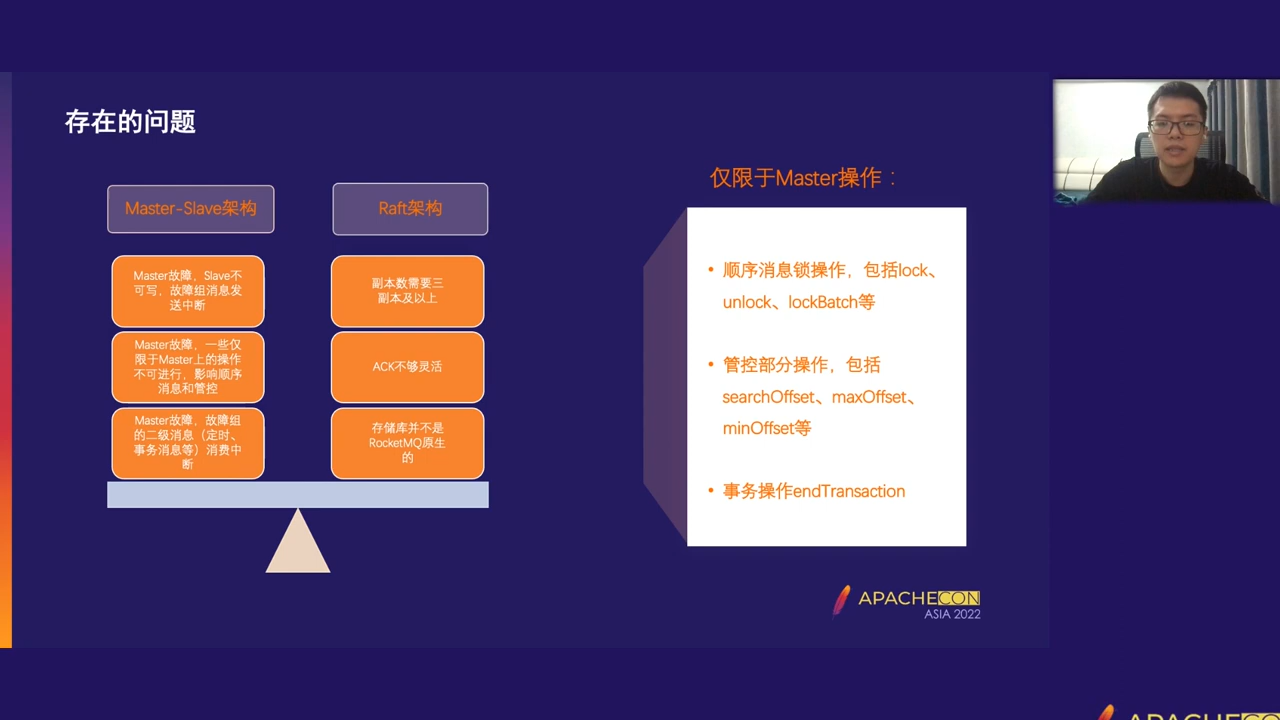 存在的问题
Master-Slave架构
Master故障，Slave不
可写，故障组消息发
送中断
Master故障，一些仅
限于Master上的操作
不可进行，影响顺序
消息和管控
Master故障，故障组
的二级消息（定时、
事务消息等）消费中
断
Raft架构
副本数需要三
副本及以上
ACK不够灵活
存储库并不是
RocketMQ原生
的
仅限于Master操作：
• 顺序消息锁操作，包括lock、
unlock、lockBatch等
• 管控部分操作，包括
searchOffset、maxOffset、
minOffset等
• 事务操作endTransaction
APACHECON
ASIA 2022
APACHECO